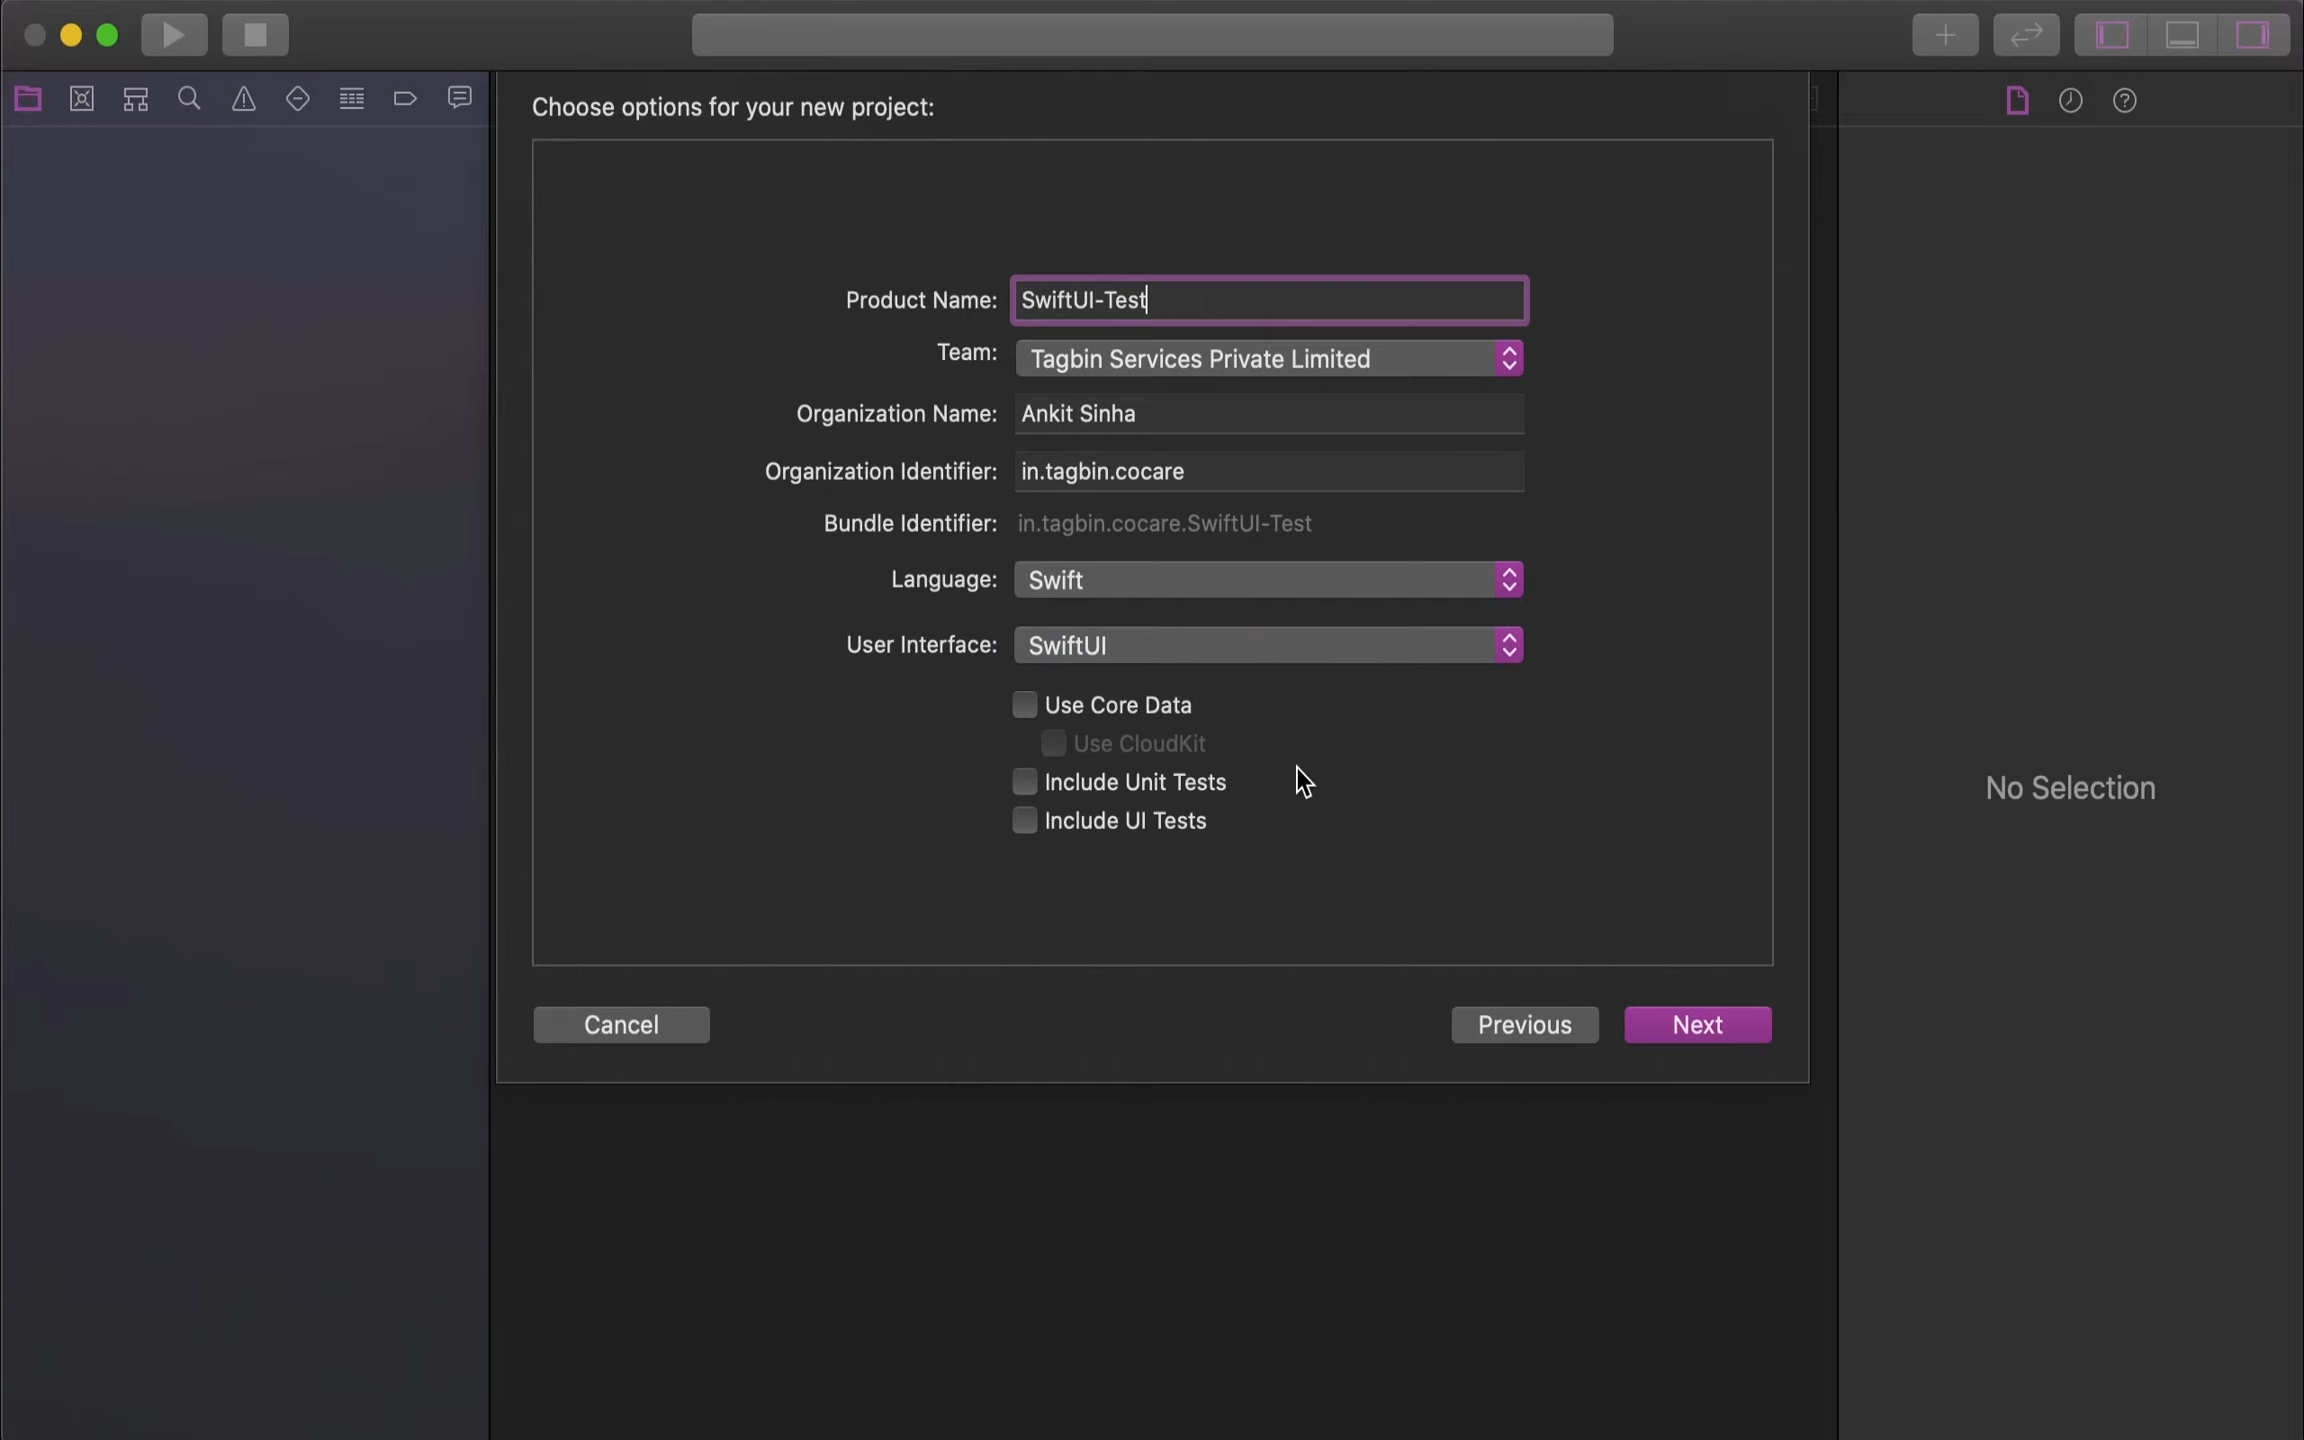 Choose options for your new project:
Product Name: SwiftUI-Test
Team: Tagbin Services Private Limited
Organization Name: Ankit Sinha
Organization Identifier: in.tagbin.cocare
Bundle Identifier: in.tagbin.cocare.SwiftUI-Test
Language: Swift
User Interface: SwiftUI
Use Core Data
Use CloudKit
Include Unit Tests
Include UI Tests
Cancel
Previous
Next
No Selection